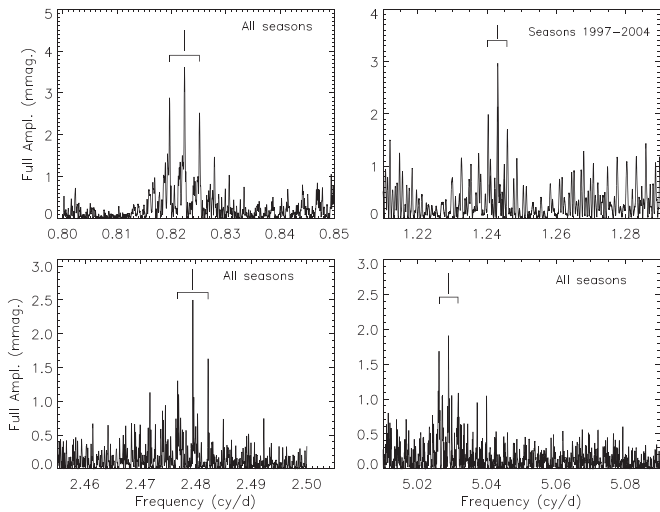 All seasons
Full Ampl. (mmag.)
5
4
3
2
1
0
0.80 0.81 0.82 0.83 0.84 0.85
Seasons 1997–2004
4
3
2
1
0
1.22 1.24 1.26 1.28
All seasons
Full Ampl. (mmag.)
3.0
2.5
2.0
1.5
1.0
0.5
0.0
2.46 2.47 2.48 2.49 2.50
Frequency (cy/d)
All seasons
3.0
2.5
2.0
1.5
1.0
0.5
0.0
5.02 5.04 5.06 5.08
Frequency (cy/d)